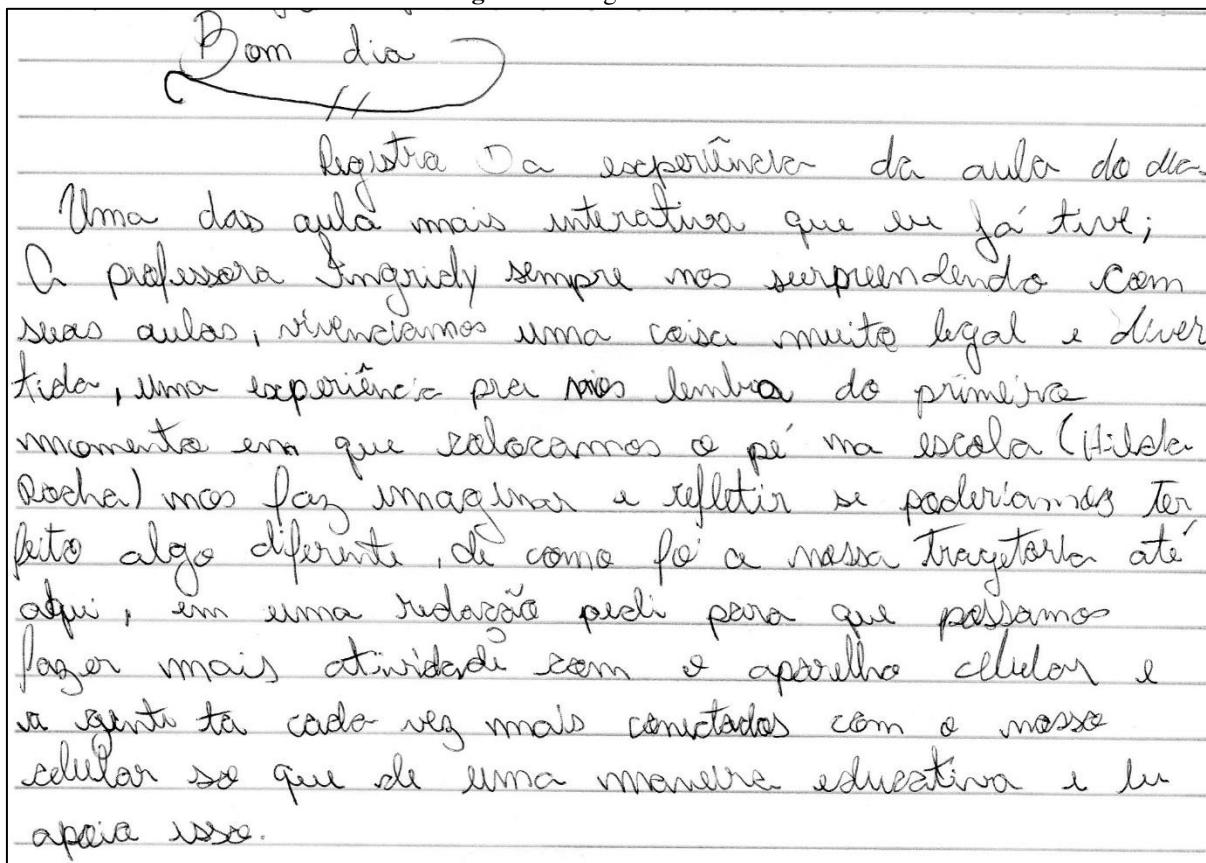 Bom dia
Registro Da experiência da aula do dia.
Uma das aula mais interativa que eu já tive;
A professora Ingridy sempre nos surpreendendo com
suas aulas, vivenciamos uma coisa muito legal e diver
tida, uma experiência pra nos lembra do primeiro
momento em que colocamos o pé na escola (Hilda
Rocha) nos faz imaginar e refletir se poderiamos ter
feito algo diferente, de como foi a nossa tragetoria até
aqui, em uma redação pedi para que possamos
fazer mais atividade com o aparelho celular e
a gente ta cada vez mais conectados com o nosso
celular so que de uma maneira educativa e eu
apoio isso.